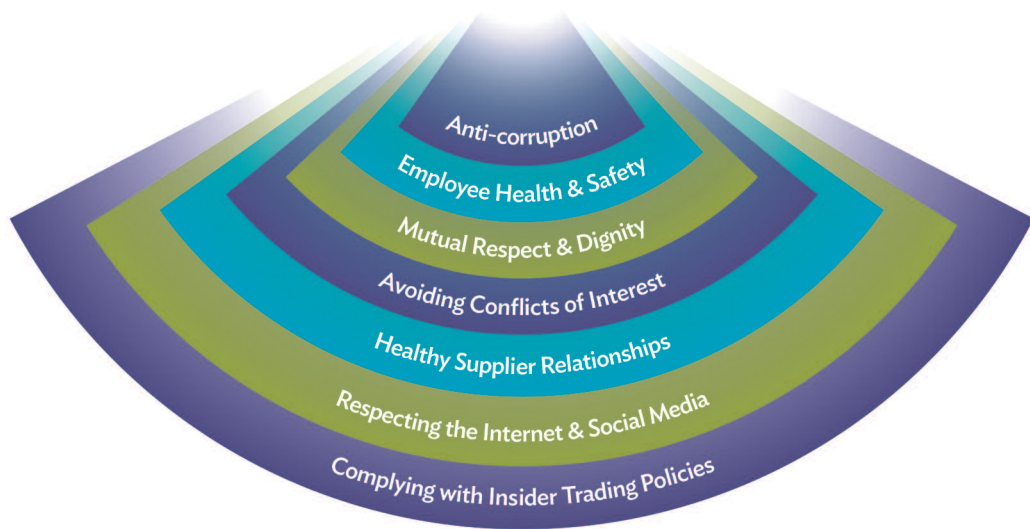 Anti-corruption
Employee Health & Safety
Mutual Respect & Dignity
Avoiding Conflicts of Interest
Healthy Supplier Relationships
Respecting the Internet & Social Media
Complying with Insider Trading Policies